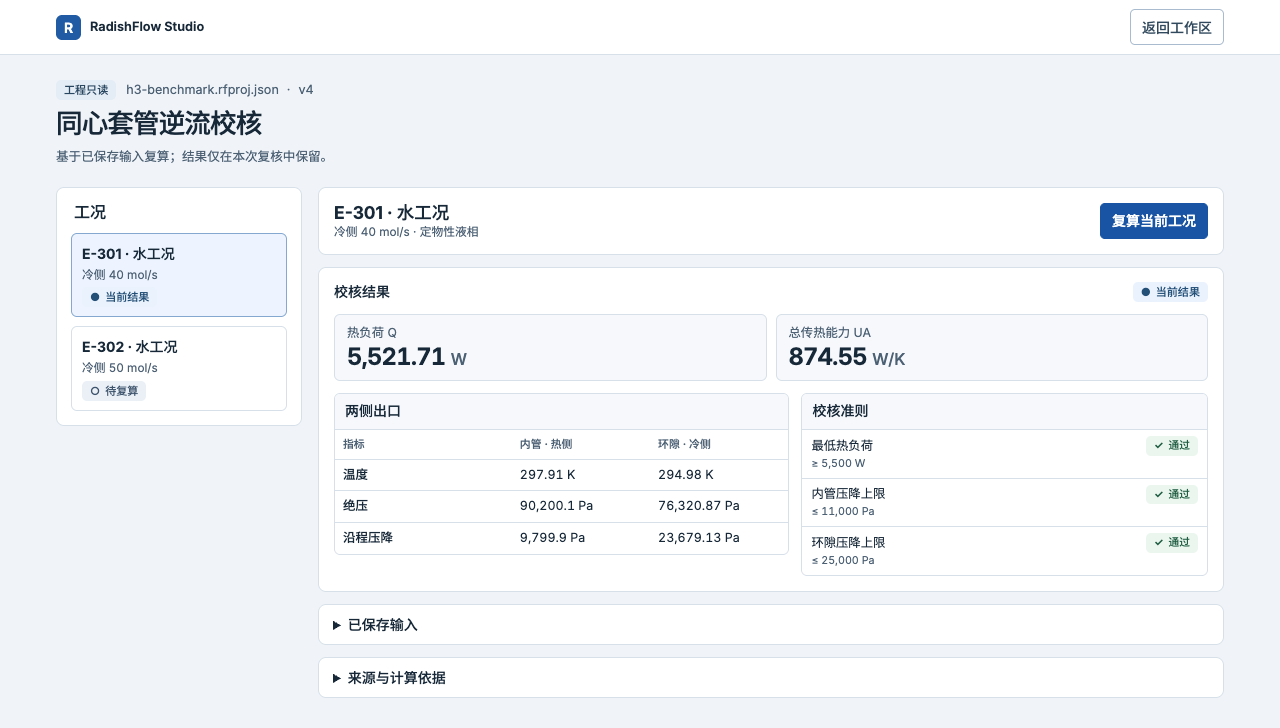 R RadishFlow Studio
返回工作区
工程只读 h3-benchmark.rfproj.json · v4
同心套管逆流校核
基于已保存输入复算；结果仅在本次复核中保留。
工况
E-301 · 水工况
冷侧 40 mol/s
当前结果
E-302 · 水工况
冷侧 50 mol/s
待复算
E-301 · 水工况
冷侧 40 mol/s · 定物性液相
复算当前工况
校核结果
当前结果
热负荷 Q
5,521.71 W
总传热能力 UA
874.55 W/K
两侧出口
指标 内管 · 热侧 环隙 · 冷侧
温度 297.91 K 294.98 K
绝压 90,200.1 Pa 76,320.87 Pa
沿程压降 9,799.9 Pa 23,679.13 Pa
校核准则
最低热负荷 ✓ 通过
≥ 5,500 W
内管压降上限 ✓ 通过
≤ 11,000 Pa
环隙压降上限 ✓ 通过
≤ 25,000 Pa
▶ 已保存输入
▶ 来源与计算依据